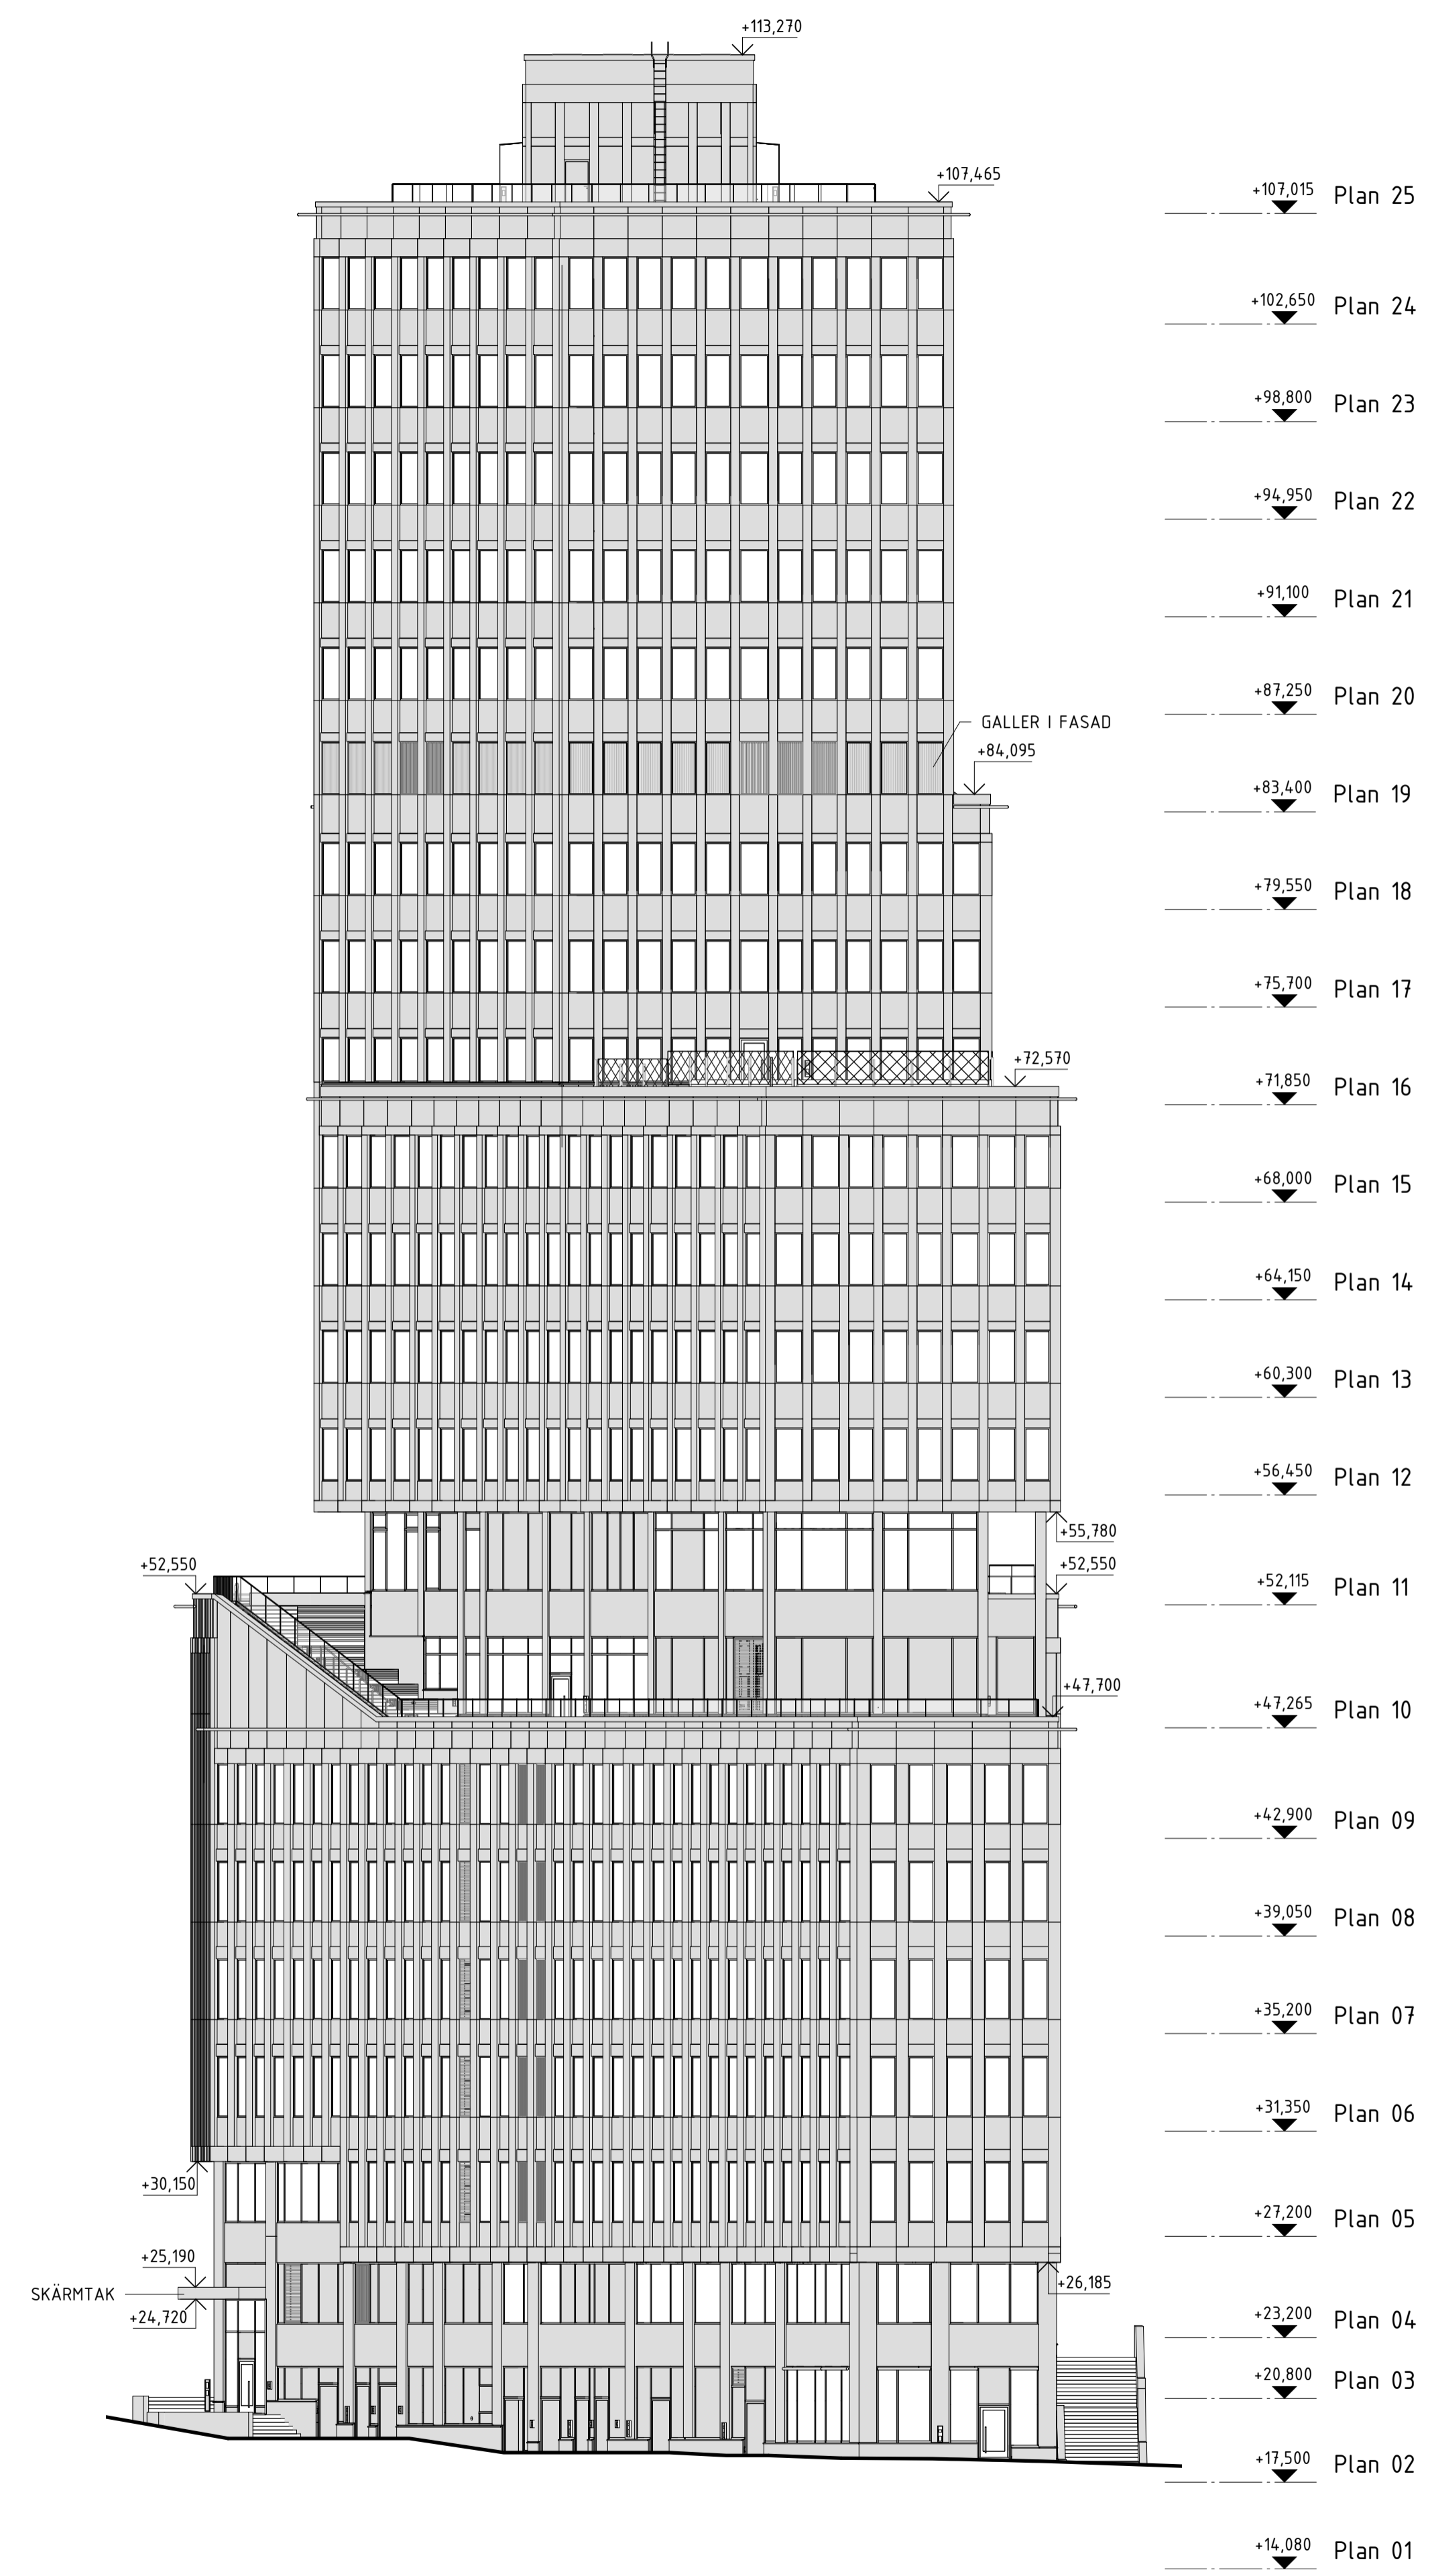 +113,270
+107,465
+107,015 Plan 25
+102,650 Plan 24
+98,800 Plan 23
+94,950 Plan 22
+91,100 Plan 21
+87,250 Plan 20
GALLER I FASAD
+84,095
+83,400 Plan 19
+79,550 Plan 18
+75,700 Plan 17
+72,570
+71,850 Plan 16
+68,000 Plan 15
+64,150 Plan 14
+60,300 Plan 13
+56,450 Plan 12
+55,780
+52,550
+52,550
+52,115 Plan 11
+47,700
+47,265 Plan 10
+42,900 Plan 09
+39,050 Plan 08
+35,200 Plan 07
+31,350 Plan 06
+30,150
+27,200 Plan 05
+25,190
+26,185
SKÄRMTAK
+24,720
+23,200 Plan 04
+20,800 Plan 03
+17,500 Plan 02
+14,080 Plan 01